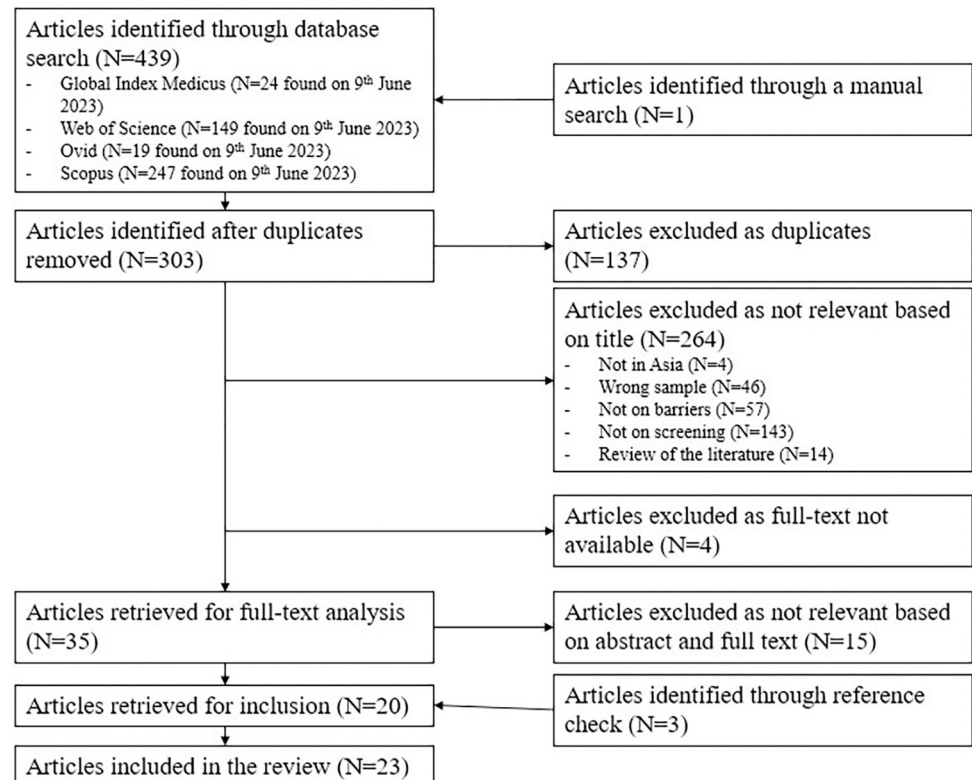 Articles identified through database
search (N=439)
- Global Index Medicus (N=24 found on 9th June
2023)
- Web of Science (N=149 found on 9th June 2023)
- Ovid (N=19 found on 9th June 2023)
- Scopus (N=247 found on 9th June 2023)
Articles identified through a manual
search (N=1)
Articles identified after duplicates
removed (N=303)
Articles excluded as duplicates
(N=137)
Articles excluded as not relevant based
on title (N=264)
- Not in Asia (N=4)
- Wrong sample (N=46)
- Not on barriers (N=57)
- Not on screening (N=143)
- Review of the literature (N=14)
Articles excluded as full-text not
available (N=4)
Articles retrieved for full-text analysis
(N=35)
Articles excluded as not relevant based
on abstract and full text (N=15)
Articles retrieved for inclusion (N=20)
Articles identified through reference
check (N=3)
Articles included in the review (N=23)